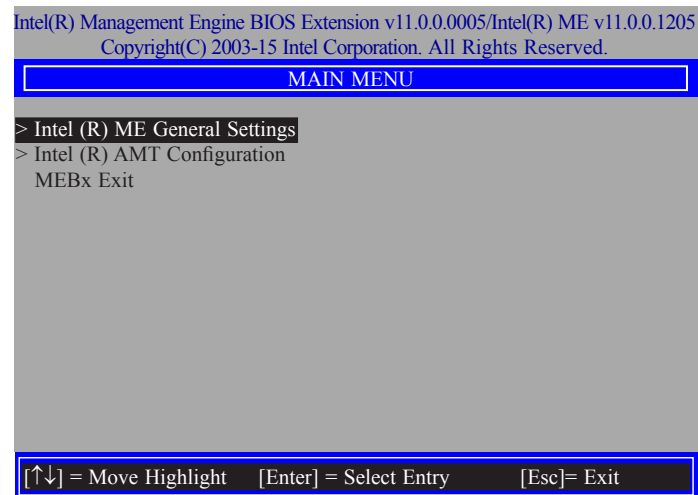 Intel(R) Management Engine BIOS Extension v11.0.0.0005/Intel(R) ME v11.0.0.1205
Copyright(C) 2003-15 Intel Corporation. All Rights Reserved.
MAIN MENU
> Intel (R) ME General Settings
> Intel (R) AMT Configuration
MEBx Exit
[↑↓] = Move Highlight [Enter] = Select Entry [Esc]= Exit